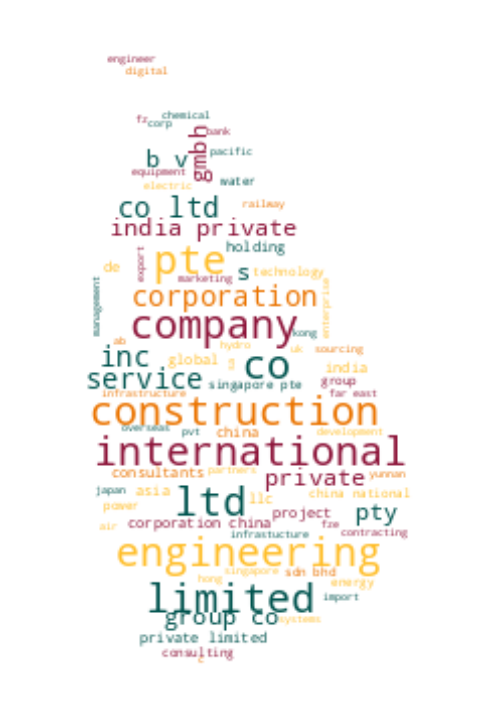 engineer
digital
chemical
fz
corp
bank
gmbh
pacific
b v
equipment
water
electric
co ltd
railway
india private
holding
export
pte
de
s
technology
marketing
management
enterprise
corporation
company
kong
ab
hydro
uk
sourcing
inc
global
co
india
service
singapore pte
group
infrastructure
far east
construction
overseas
pvt
china
development
international
consultants
partners
private
yunnan
japan
asia
ltd
llc
china national
power
project
pty
air
corporation china
fze
infrastucture
contracting
engineering
hong
singapore
sdn bhd
energy
limited
import
group co
systems
private limited
consulting
c